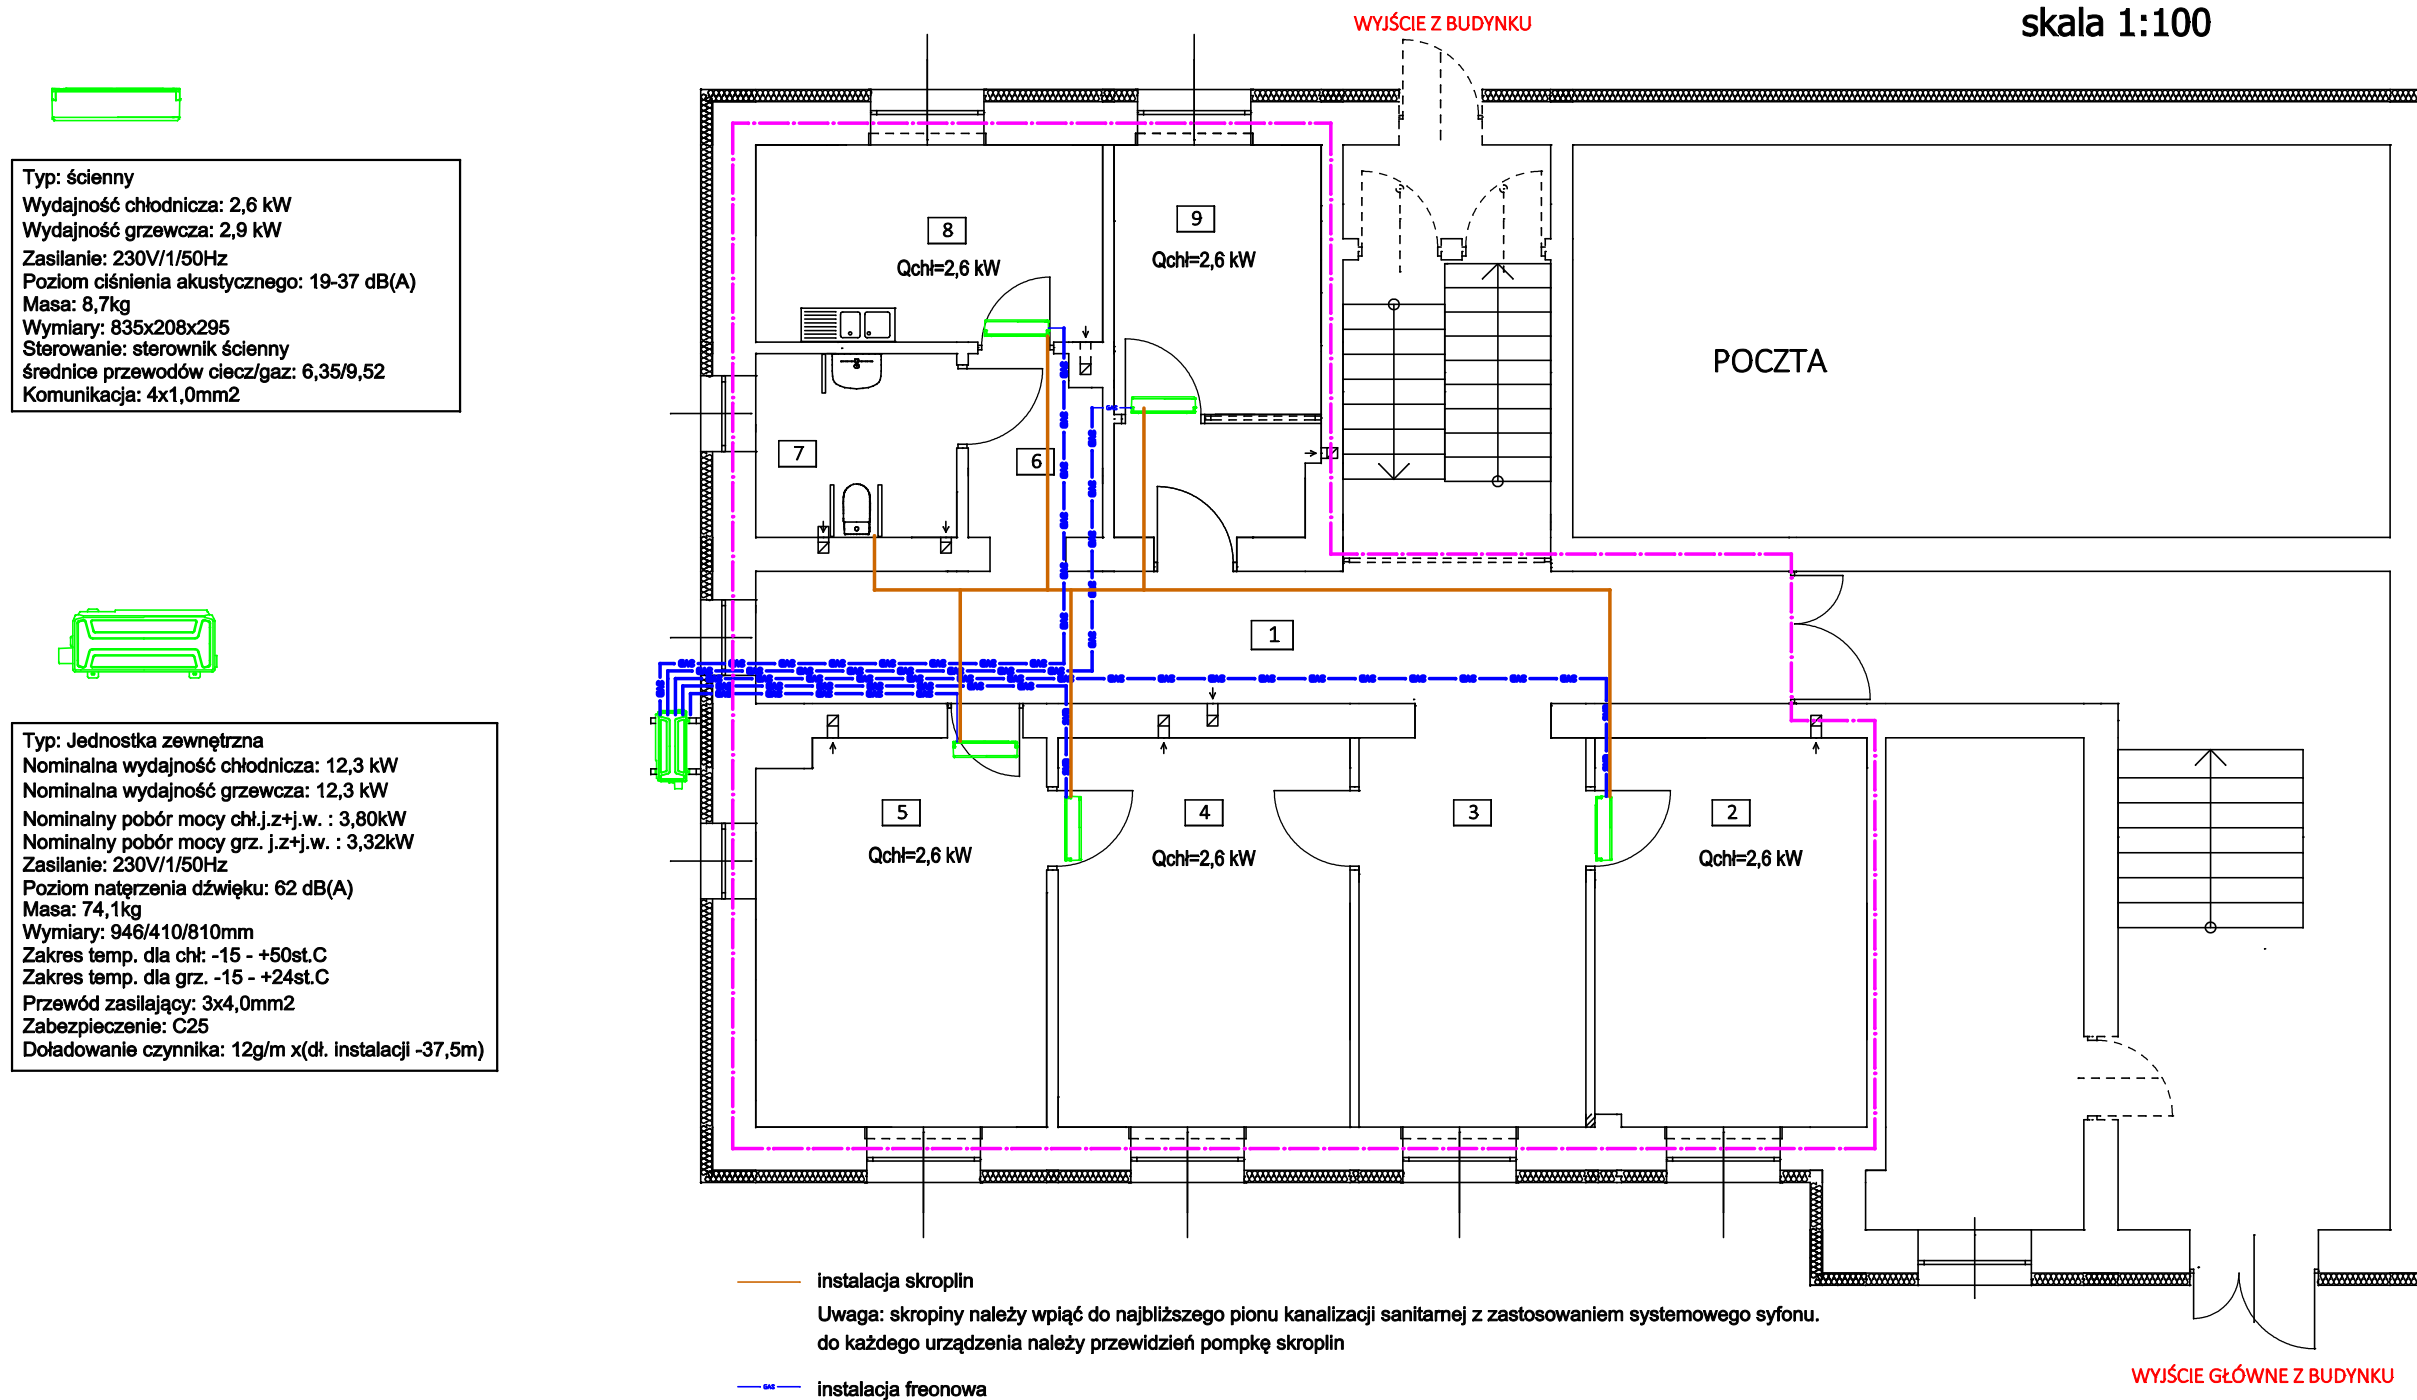 WYJŚCIE Z BUDYNKU
skala 1:100
Typ: ścienny
Wydajność chłodnicza: 2,6 kW
Wydajność grzewcza: 2,9 kW
Zasilanie: 230V/1/50Hz
Poziom ciśnienia akustycznego: 19-37 dB(A)
Masa: 8,7kg
Wymiary: 835x208x295
Sterowanie: sterownik ścienny
średnice przewodów ciecz/gaz: 6,35/9,52
Komunikacja: 4x1,0mm2
8
Qchł=2,6 kW
9
Qchł=2,6 kW
POCZTA
7
6
1
Typ: Jednostka zewnętrzna
Nominalna wydajność chłodnicza: 12,3 kW
Nominalna wydajność grzewcza: 12,3 kW
Nominalny pobór mocy chł.j.z+j.w. : 3,80kW
Nominalny pobór mocy grz. j.z+j.w. : 3,32kW
Zasilanie: 230V/1/50Hz
Poziom natęrzenia dźwięku: 62 dB(A)
Masa: 74,1kg
Wymiary: 946/410/810mm
Zakres temp. dla chł: -15 - +50st.C
Zakres temp. dla grz. -15 - +24st.C
Przewód zasilający: 3x4,0mm2
Zabezpieczenie: C25
Doładowanie czynnika: 12g/m x(dł. instalacji -37,5m)
5
Qchł=2,6 kW
4
Qchł=2,6 kW
3
2
Qchł=2,6 kW
instalacja skroplin
Uwaga: skropiny należy wpiąć do najbliższego pionu kanalizacji sanitarnej z zastosowaniem systemowego syfonu.
do każdego urządzenia należy przewidzień pompkę skroplin
GAS
instalacja freonowa
WYJŚCIE GŁÓWNE Z BUDYNKU